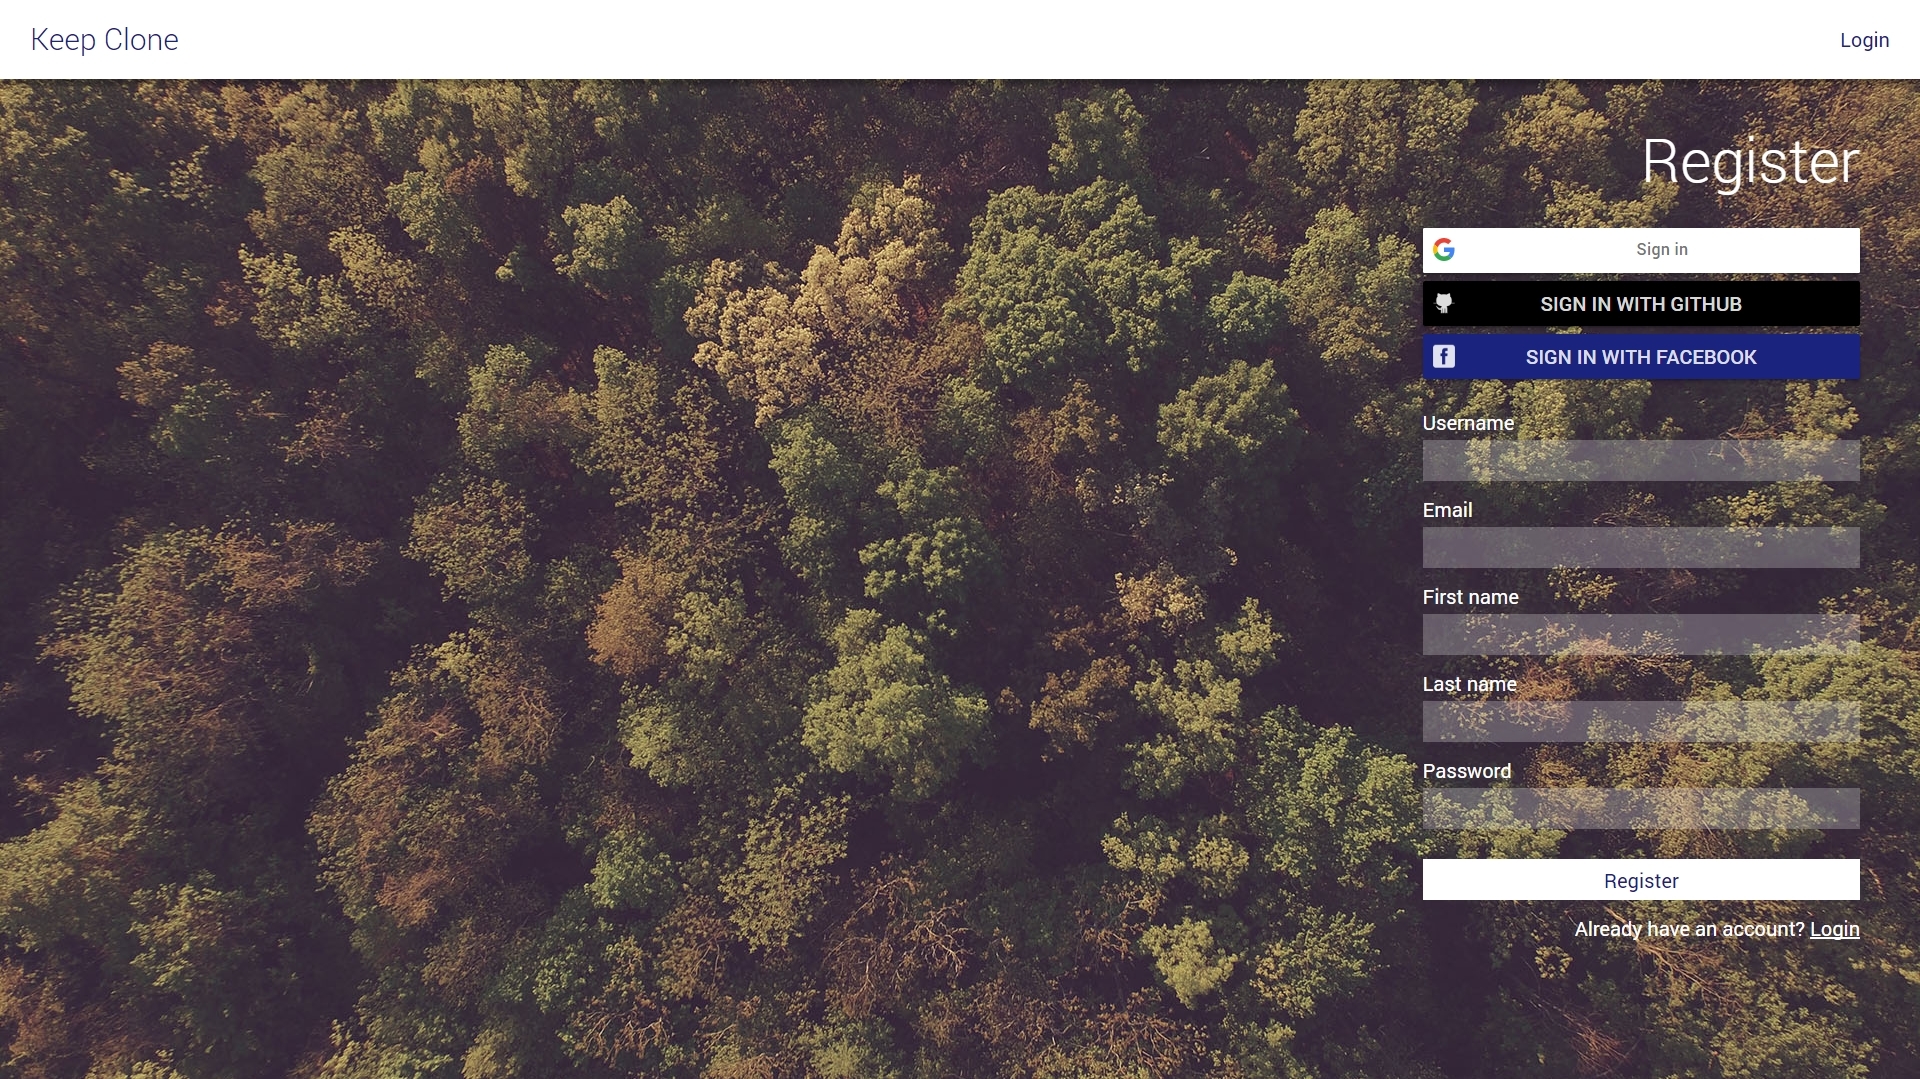 Keep Clone
Login
Register
Sign in
SIGN IN WITH GITHUB
SIGN IN WITH FACEBOOK
Username
Email
First name
Last name
Password
Register
Already have an account? Login